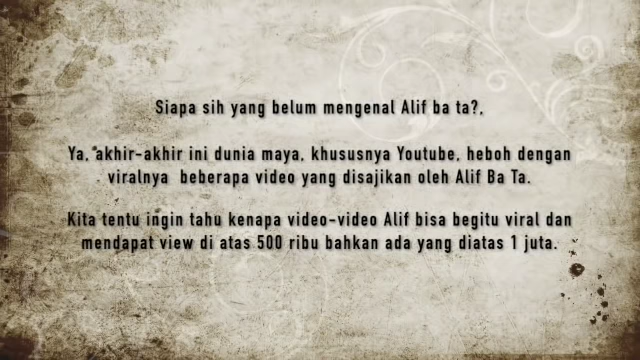 Siapa sih yang belum mengenal Alif ba ta?,
Ya, akhir-akhir ini dunia maya, khususnya Youtube, heboh dengan
viralnya beberapa video yang disajikan oleh Alif Ba Ta.
Kita tentu ingin tahu kenapa video-video Alif bisa begitu viral dan
mendapat view di atas 500 ribu bahkan ada yang diatas 1 juta.